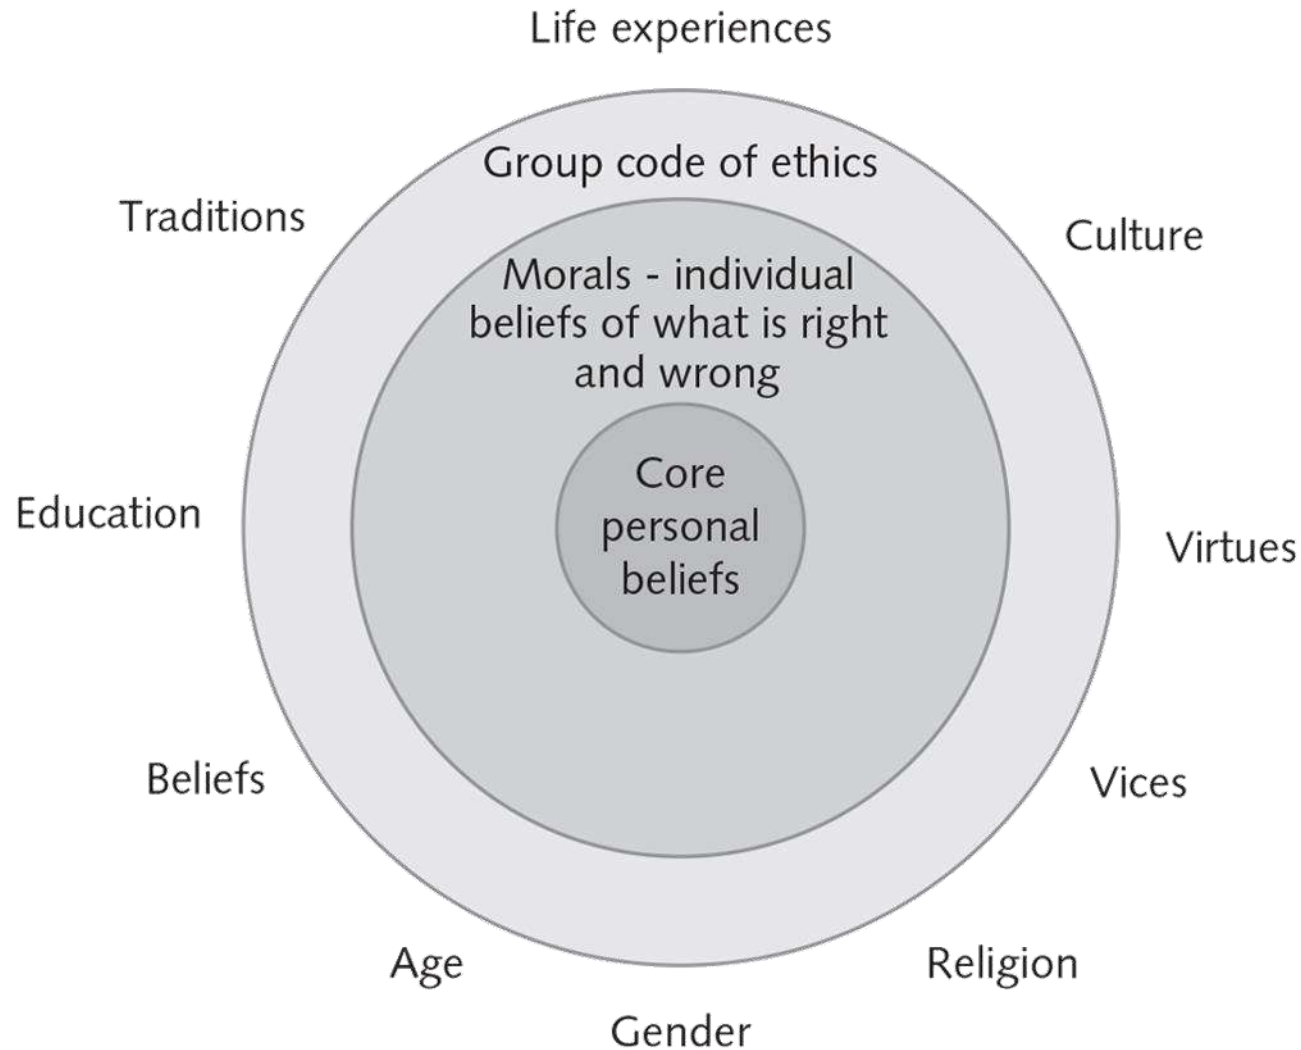 Life experiences
Group code of ethics
Traditions
Culture
Morals - individual
beliefs of what is right
and wrong
Core
personal
beliefs
Education
Virtues
Beliefs
Vices
Age
Religion
Gender